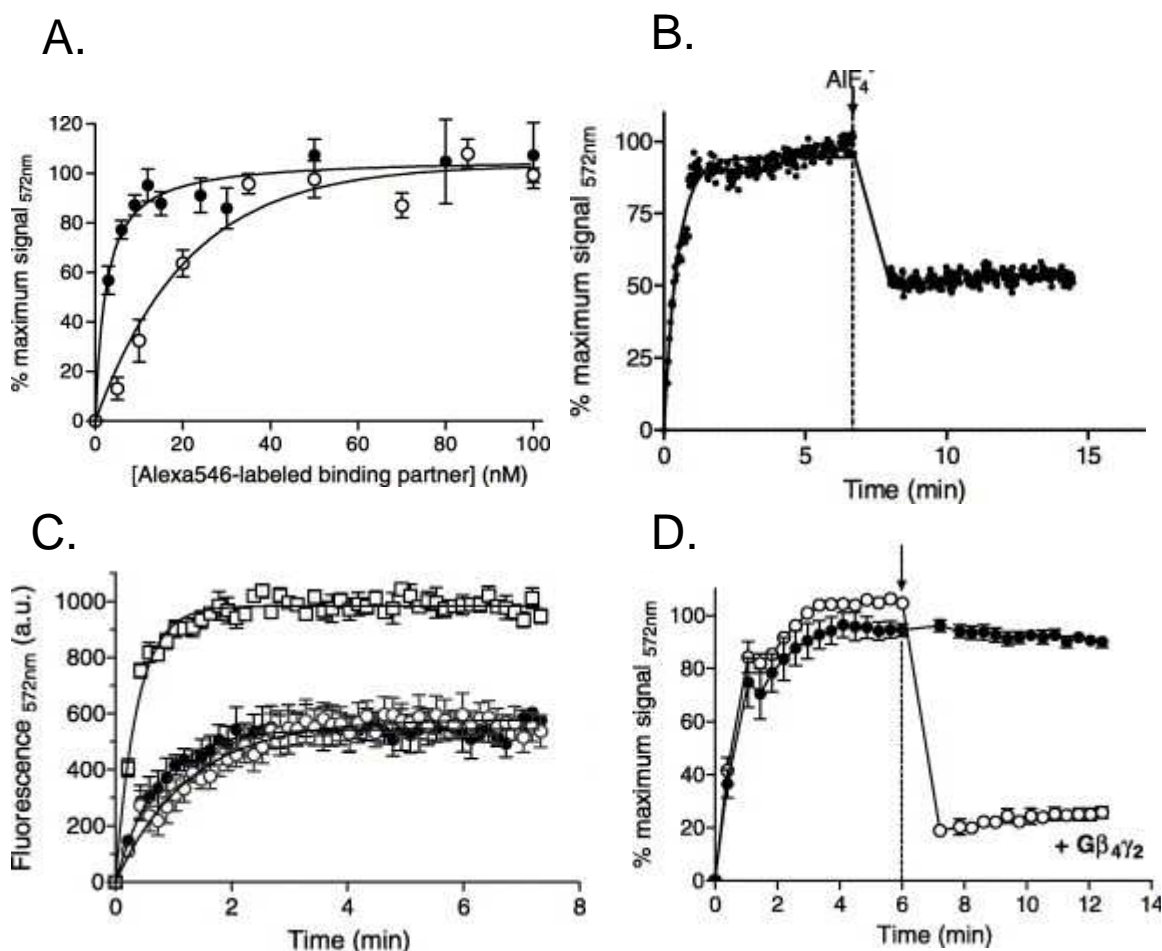 A.
% maximum signal 572nm
120
100
80
60
40
20
0
0 20 40 60 80 100
[Alexa546-labeled binding partner] (nM)
B.
AlF4-
% maximum signal 572nm
100
75
50
25
0
0 5 10 15
Time (min)
C.
Fluorescence 572nm (a.u.)
1000
800
600
400
200
0
0 2 4 6 8
Time (min)
D.
% maximum signal 572nm
100
80
60
40
20
0
+ Gβ4γ2
0 2 4 6 8 10 12 14
Time (min)